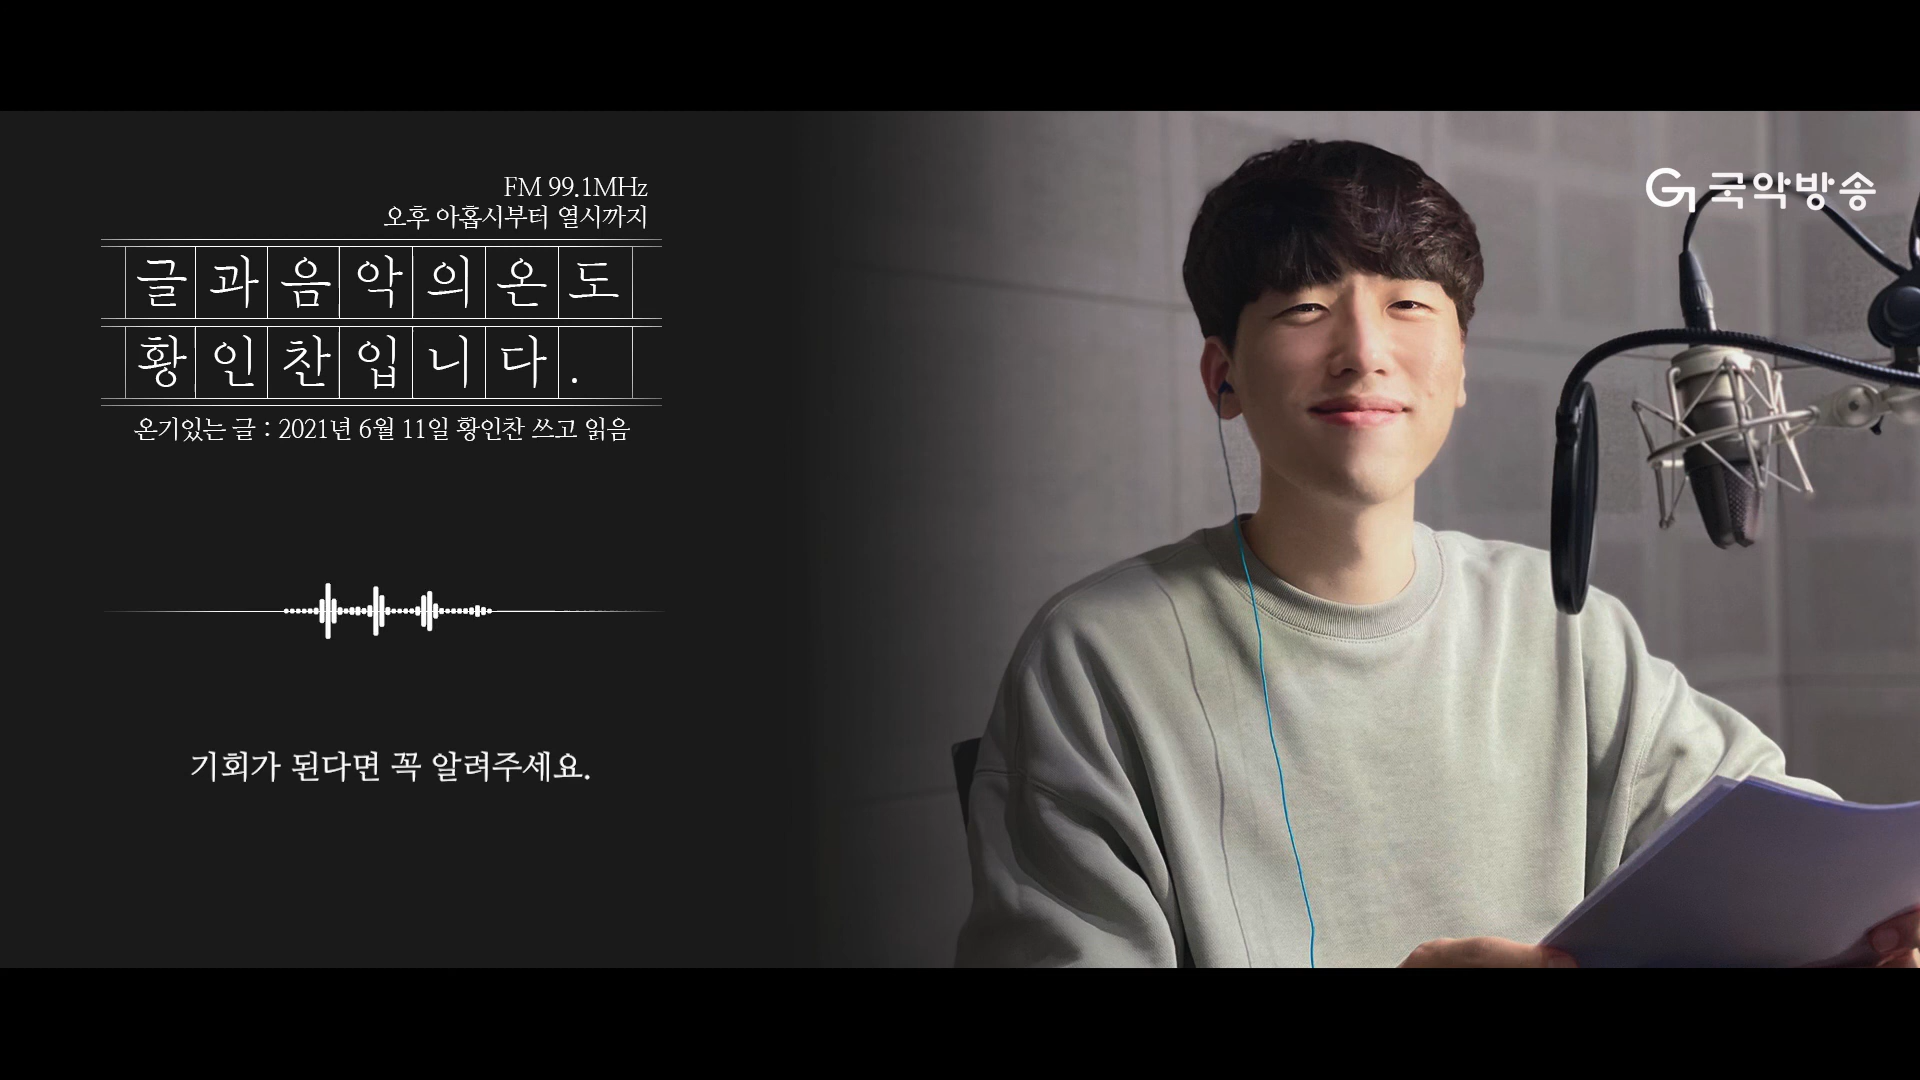 FM 99.1MHz
오후 아홉시부터 열시까지
글과음악의온도
황인찬입니다.
온기있는 글 : 2021년 6월 11일 황인찬 쓰고 읽음
기회가 된다면 꼭 알려주세요.
국악방송